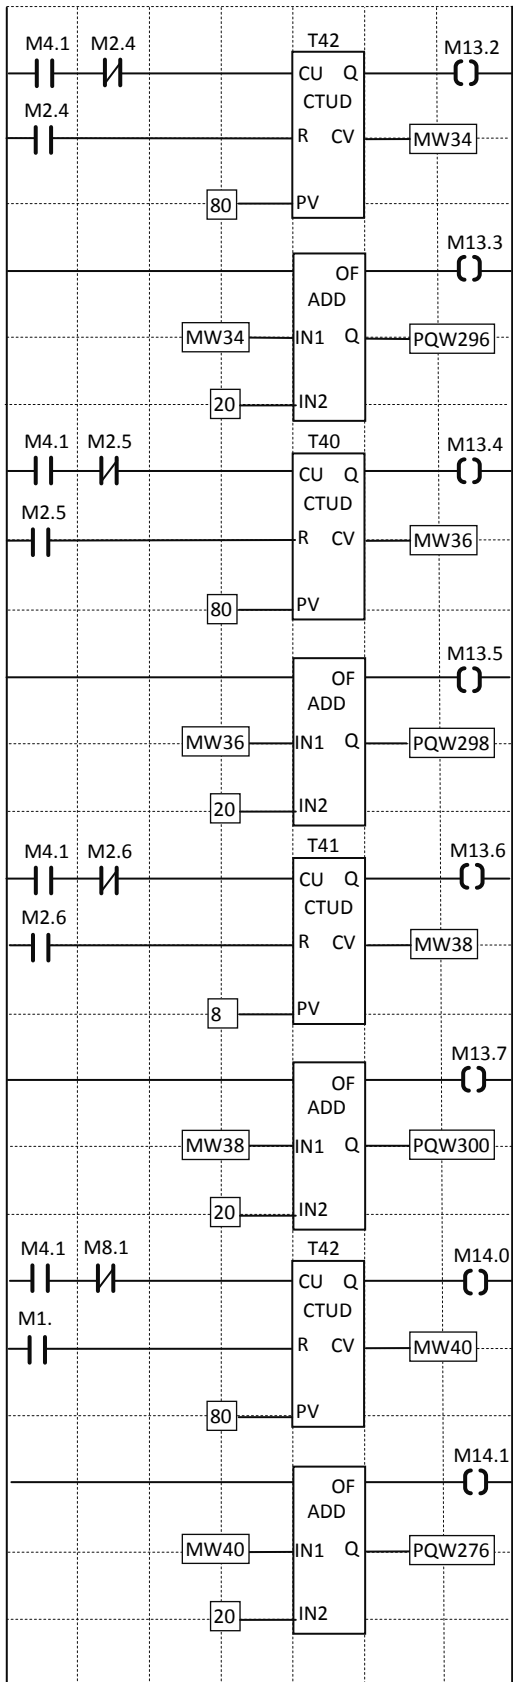 T42
M4.1 M2.4 M13.2
CU Q
CTUD
M2.4
R CV MW34
80 PV
M13.3
OF
ADD
MW34 IN1 Q PQW296
20 IN2
M4.1 M2.5 T40 M13.4
CU Q
CTUD
M2.5
R CV MW36
80 PV
M13.5
OF
ADD
MW36 IN1 Q PQW298
20 IN2
M4.1 M2.6 T41 M13.6
CU Q
CTUD
M2.6
R CV MW38
8 PV
M13.7
OF
ADD
MW38 IN1 Q PQW300
20 IN2
M4.1 M8.1 T42 M14.0
CU Q
CTUD
M1.
R CV MW40
80 PV
M14.1
OF
ADD
MW40 IN1 Q PQW276
20 IN2